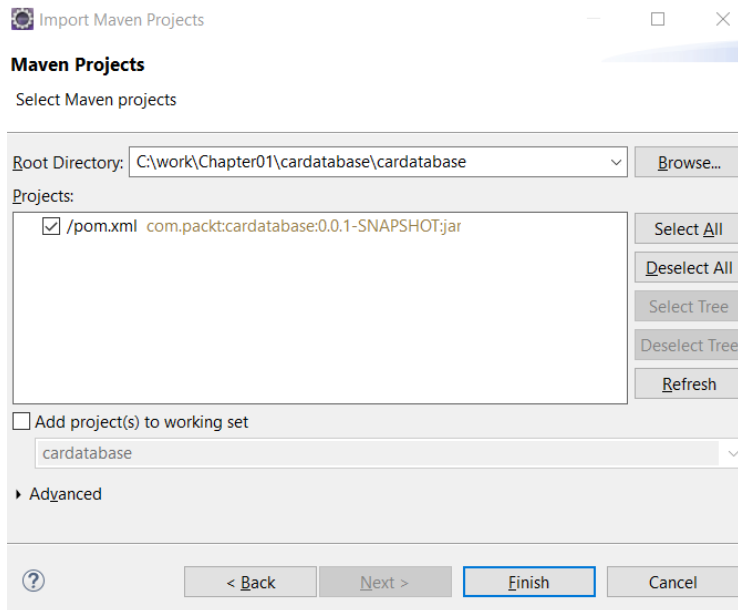 Import Maven Projects
Maven Projects
Select Maven projects
Root Directory: C:\work\Chapter01\cardatabase\cardatabase Browse...
Projects:
/pom.xml com.packt:cardatabase:0.0.1-SNAPSHOT:jar
Select All
Deselect All
Select Tree
Deselect Tree
Refresh
Add project(s) to working set
cardatabase
Advanced
? < Back Next > Finish Cancel